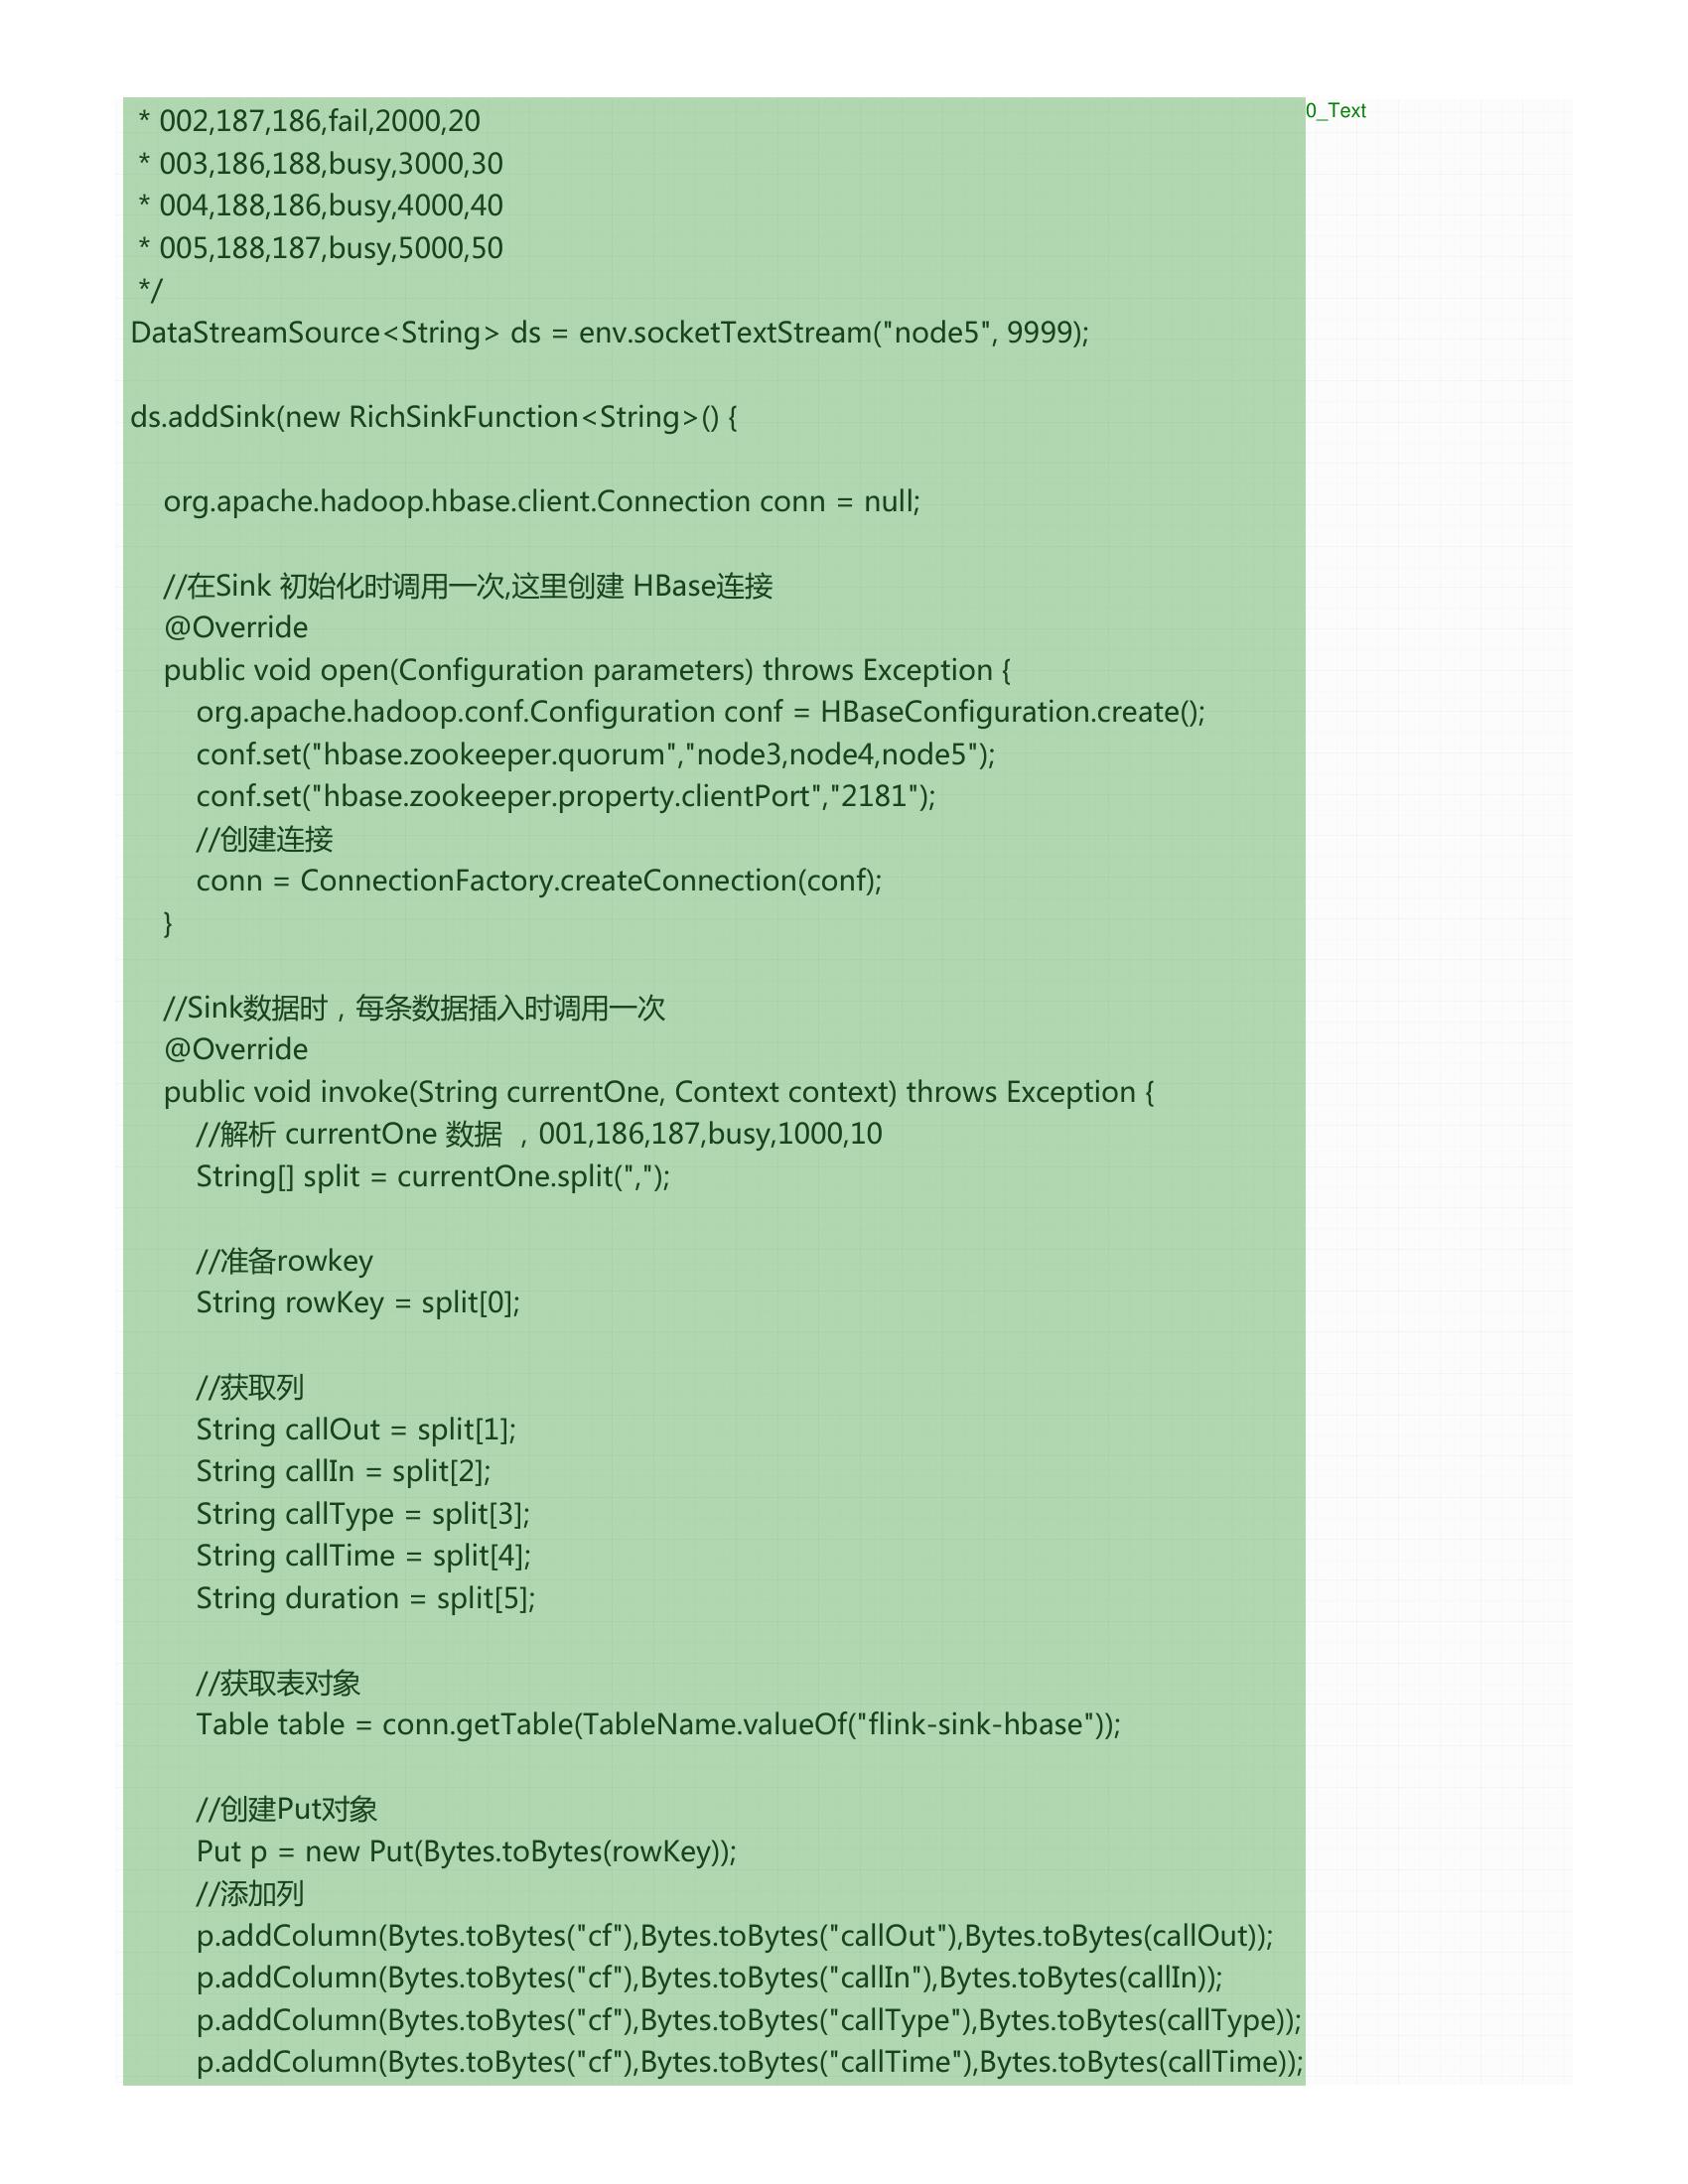 * 002,187,186,fail,2000,20
0_Text
* 003,186,188,busy,3000,30
* 004,188,186,busy,4000,40
* 005,188,187,busy,5000,50
*/
DataStreamSource<String> ds = env.socketTextStream("node5", 9999);
ds.addSink(new RichSinkFunction<String>() {
org.apache.hadoop.hbase.client.Connection conn = null;
//在Sink 初始化时调用一次,这里创建 HBase连接
@Override
public void open(Configuration parameters) throws Exception {
org.apache.hadoop.conf.Configuration conf = HBaseConfiguration.create();
conf.set("hbase.zookeeper.quorum","node3,node4,node5");
conf.set("hbase.zookeeper.property.clientPort","2181");
//创建连接
conn = ConnectionFactory.createConnection(conf);
}
//Sink数据时，每条数据插入时调用一次
@Override
public void invoke(String currentOne, Context context) throws Exception {
//解析 currentOne 数据 ，001,186,187,busy,1000,10
String[] split = currentOne.split(",");
//准备rowkey
String rowKey = split[0];
//获取列
String callOut = split[1];
String callIn = split[2];
String callType = split[3];
String callTime = split[4];
String duration = split[5];
//获取表对象
Table table = conn.getTable(TableName.valueOf("flink-sink-hbase"));
//创建Put对象
Put p = new Put(Bytes.toBytes(rowKey));
//添加列
p.addColumn(Bytes.toBytes("cf"),Bytes.toBytes("callOut"),Bytes.toBytes(callOut));
p.addColumn(Bytes.toBytes("cf"),Bytes.toBytes("callIn"),Bytes.toBytes(callIn));
p.addColumn(Bytes.toBytes("cf"),Bytes.toBytes("callType"),Bytes.toBytes(callType));
p.addColumn(Bytes.toBytes("cf"),Bytes.toBytes("callTime"),Bytes.toBytes(callTime));